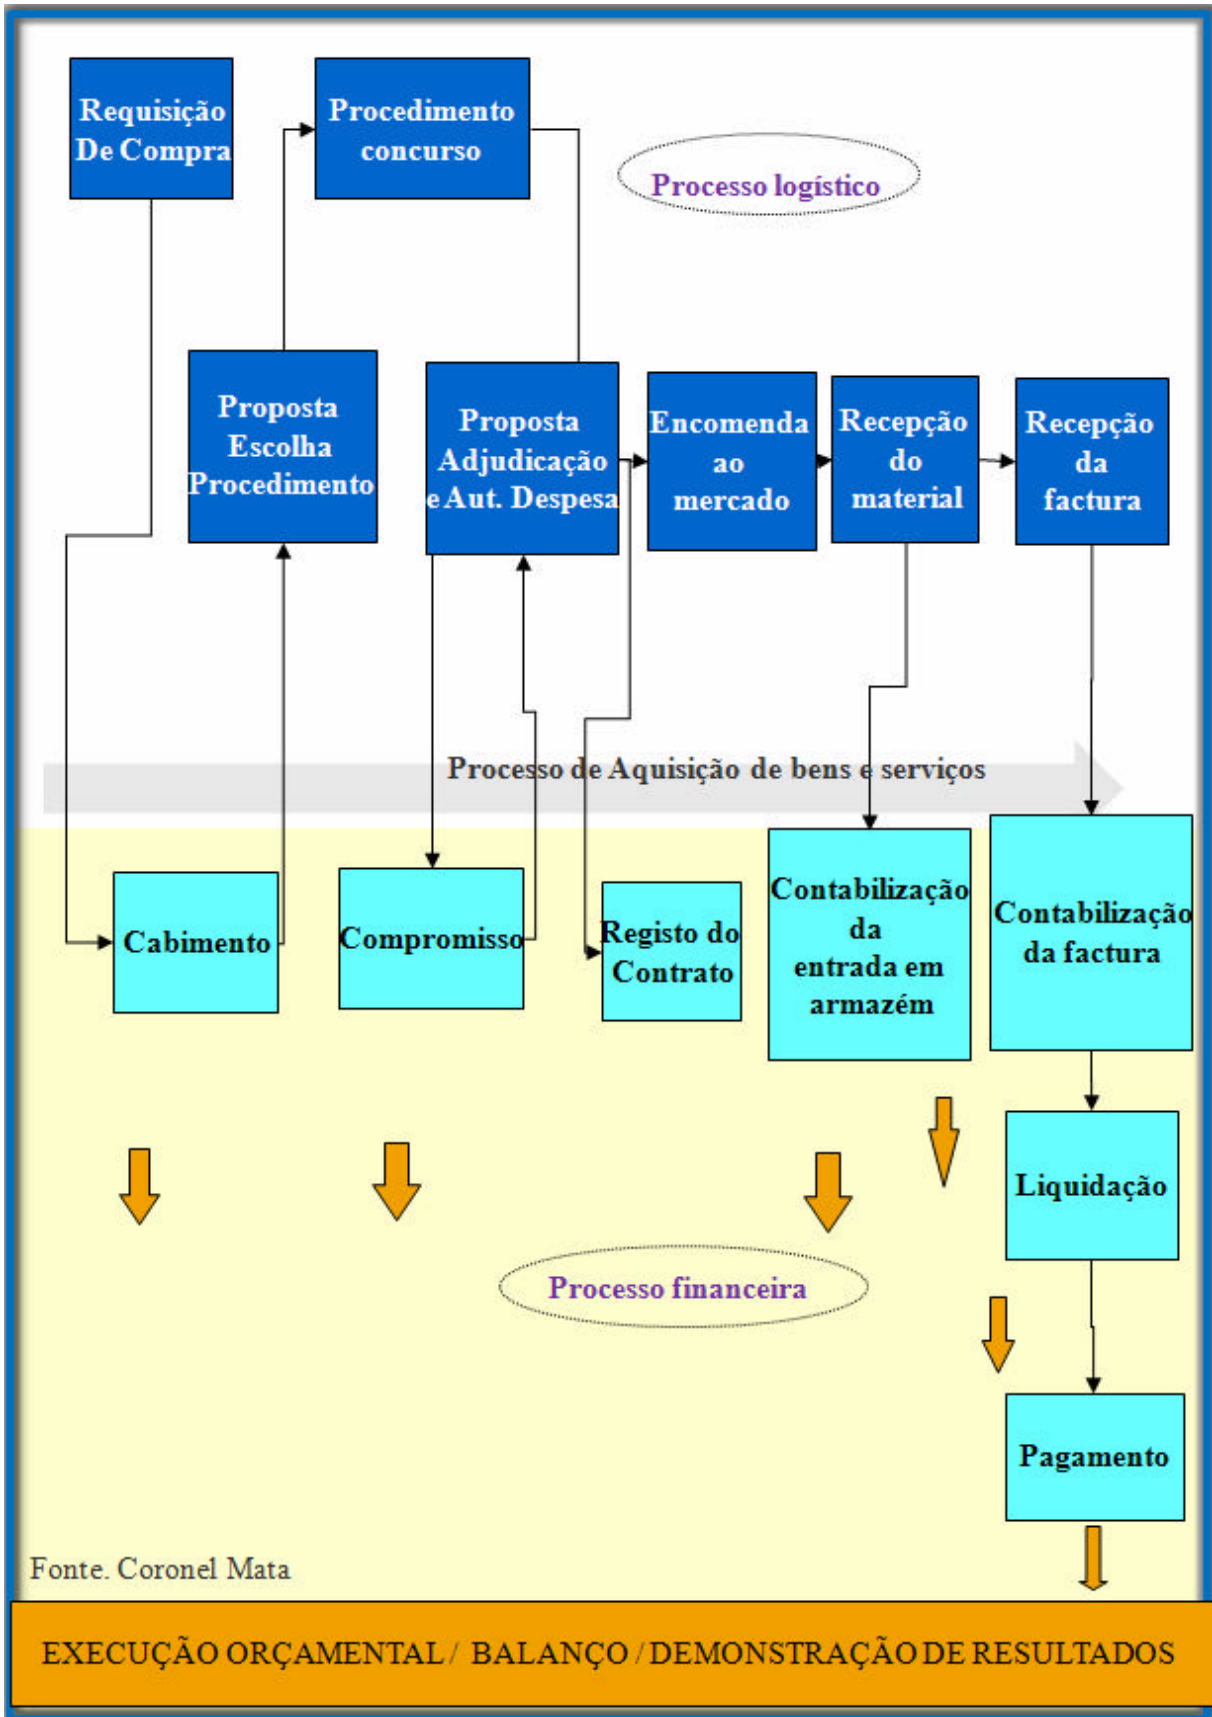 Requisição
De Compra
Procedimento
concurso
Processo logístico
Proposta
Escolha
Procedimento
Proposta
Adjudicação
e Aut. Despesa
Encomenda
ao
mercado
Recepção
do
material
Recepção
da
factura
Processo de Aquisição de bens e serviços
Cabimento
Compromisso
Registo do
Contrato
Contabilização
da
entrada em
armazém
Contabilização
da factura
Liquidação
Processo financeira
Pagamento
Fonte. Coronel Mata
EXECUÇÃO ORÇAMENTAL / BALANÇO / DEMONSTRAÇÃO DE RESULTADOS